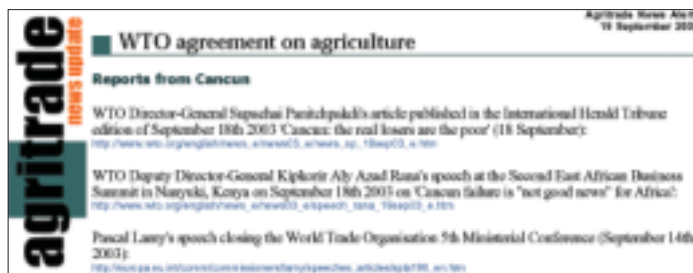 Agritrade News Alert
19 September 200
agritrade
news update
WTO agreement on agriculture
Reports from Cancun
WTO Director-General Supachai Panitchpakdi's article published in the International Herald Tribune
edition of September 18th 2003 'Cancun: the real losers are the poor' (18 September):
WTO Deputy Director-General Kipkorir Aly Azad Rana's speech at the Second East African Business
Summit in Nanyuki, Kenya on September 18th 2003 on 'Cancun failure is "not good news" for Africa':
Pascal Lamy's speech closing the World Trade Organisation 5th Ministerial Conference (September 14th
2003):